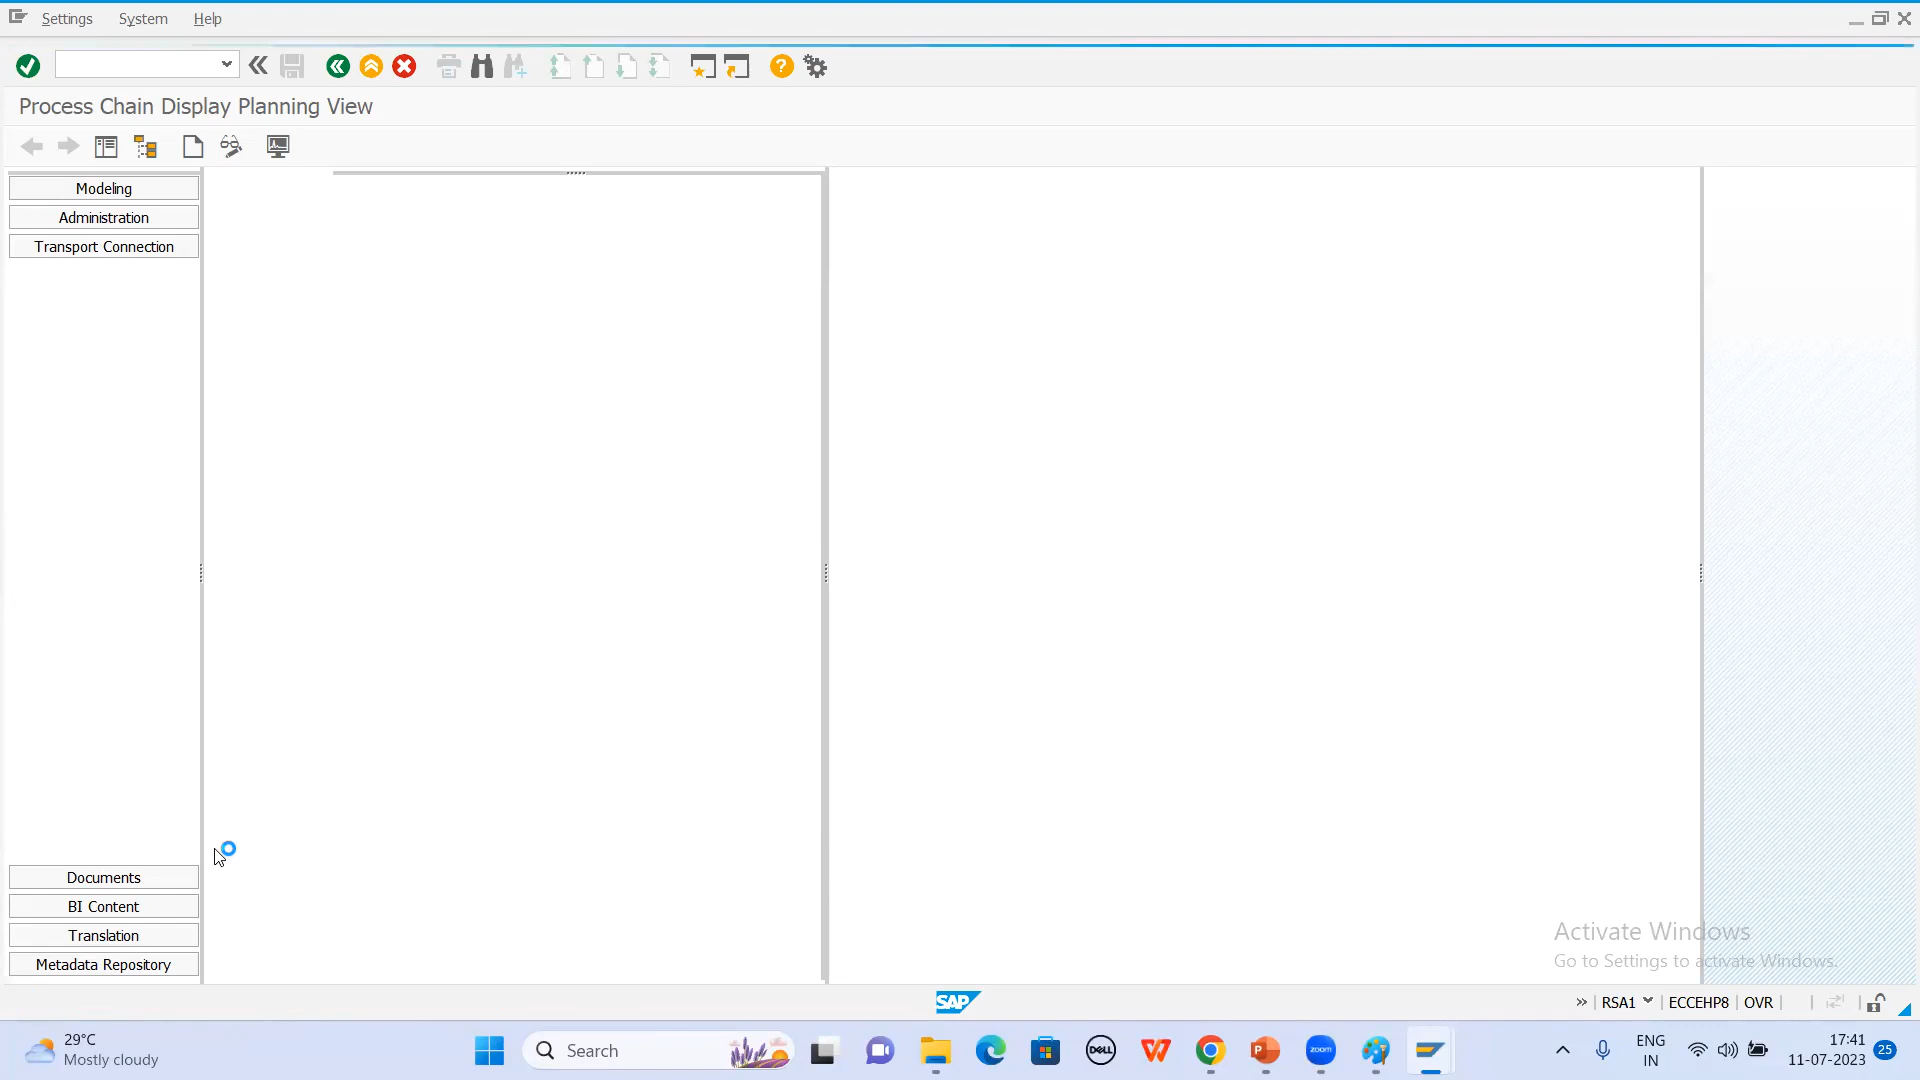 Settings System Help
Process Chain Display Planning View
Modeling
Administration
Transport Connection
Documents
BI Content
Translation
Metadata Repository
Activate Windows
Go to Settings to activate Windows.
SAP
» RSA1 ECCEHP8 OVR
29°C
Mostly cloudy
Search
DELL
zoom
ENG
IN
17:41
11-07-2023
25